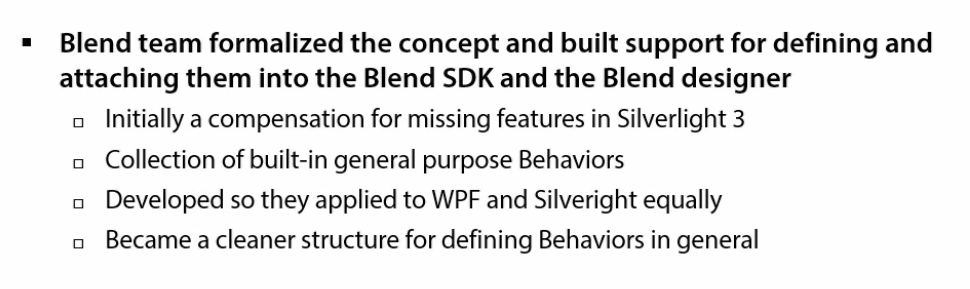 ▪ Blend team formalized the concept and built support for defining and
attaching them into the Blend SDK and the Blend designer
▫ Initially a compensation for missing features in Silverlight 3
▫ Collection of built-in general purpose Behaviors
▫ Developed so they applied to WPF and Silveright equally
▫ Became a cleaner structure for defining Behaviors in general